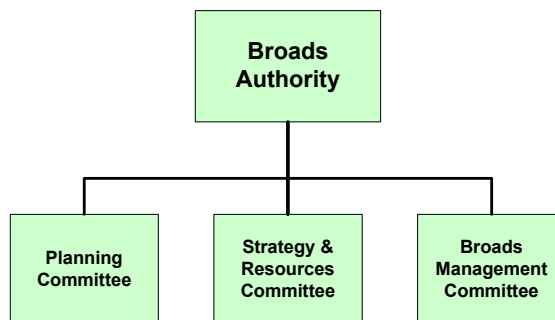 Broads
Authority
Planning
Committee
Strategy &
Resources
Committee
Broads
Management
Committee